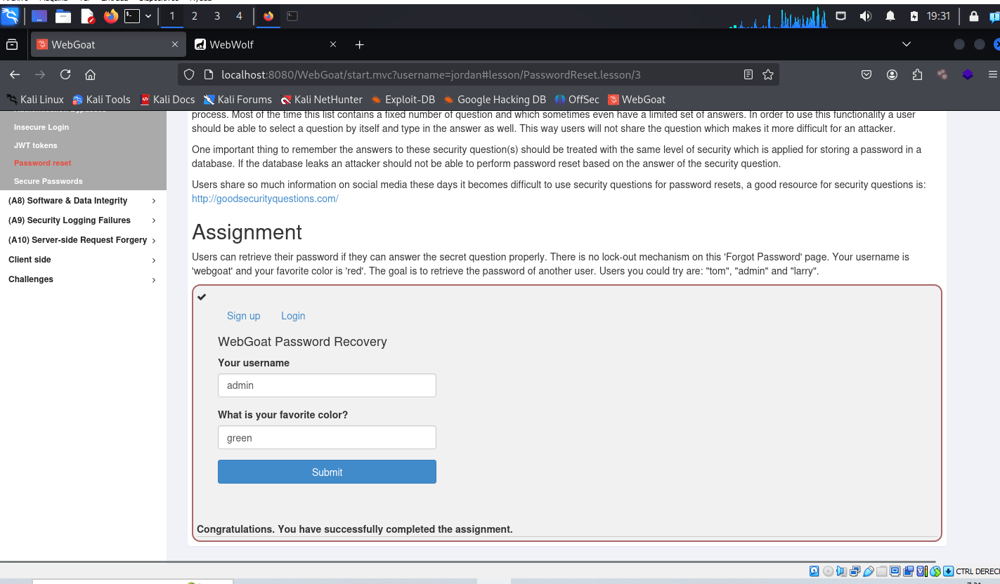 Archivo Máquina Ver Entrada Dispositivos Ayuda
1 2 3 4
19:31
WebGoat
WebWolf
localhost:8080/WebGoat/start.mvc?username=jordan#lesson/PasswordReset.lesson/3
Kali Linux Kali Tools Kali Docs Kali Forums Kali NetHunter Exploit-DB Google Hacking DB OffSec WebGoat
Authentication Bypasses
Insecure Login
JWT tokens
Password reset
Secure Passwords
(A8) Software & Data Integrity
(A9) Security Logging Failures
(A10) Server-side Request Forgery
Client side
Challenges
process. Most of the time this list contains a fixed number of question and which sometimes even have a limited set of answers. In order to use this functionality a user
should be able to select a question by itself and type in the answer as well. This way users will not share the question which makes it more difficult for an attacker.
One important thing to remember the answers to these security question(s) should be treated with the same level of security which is applied for storing a password in a
database. If the database leaks an attacker should not be able to perform password reset based on the answer of the security question.
Users share so much information on social media these days it becomes difficult to use security questions for password resets, a good resource for security questions is:
http://goodsecurityquestions.com/
Assignment
Users can retrieve their password if they can answer the secret question properly. There is no lock-out mechanism on this 'Forgot Password' page. Your username is
'webgoat' and your favorite color is 'red'. The goal is to retrieve the password of another user. Users you could try are: "tom", "admin" and "larry".
Sign up Login
WebGoat Password Recovery
Your username
admin
What is your favorite color?
green
Submit
Congratulations. You have successfully completed the assignment.
CTRL DEREC